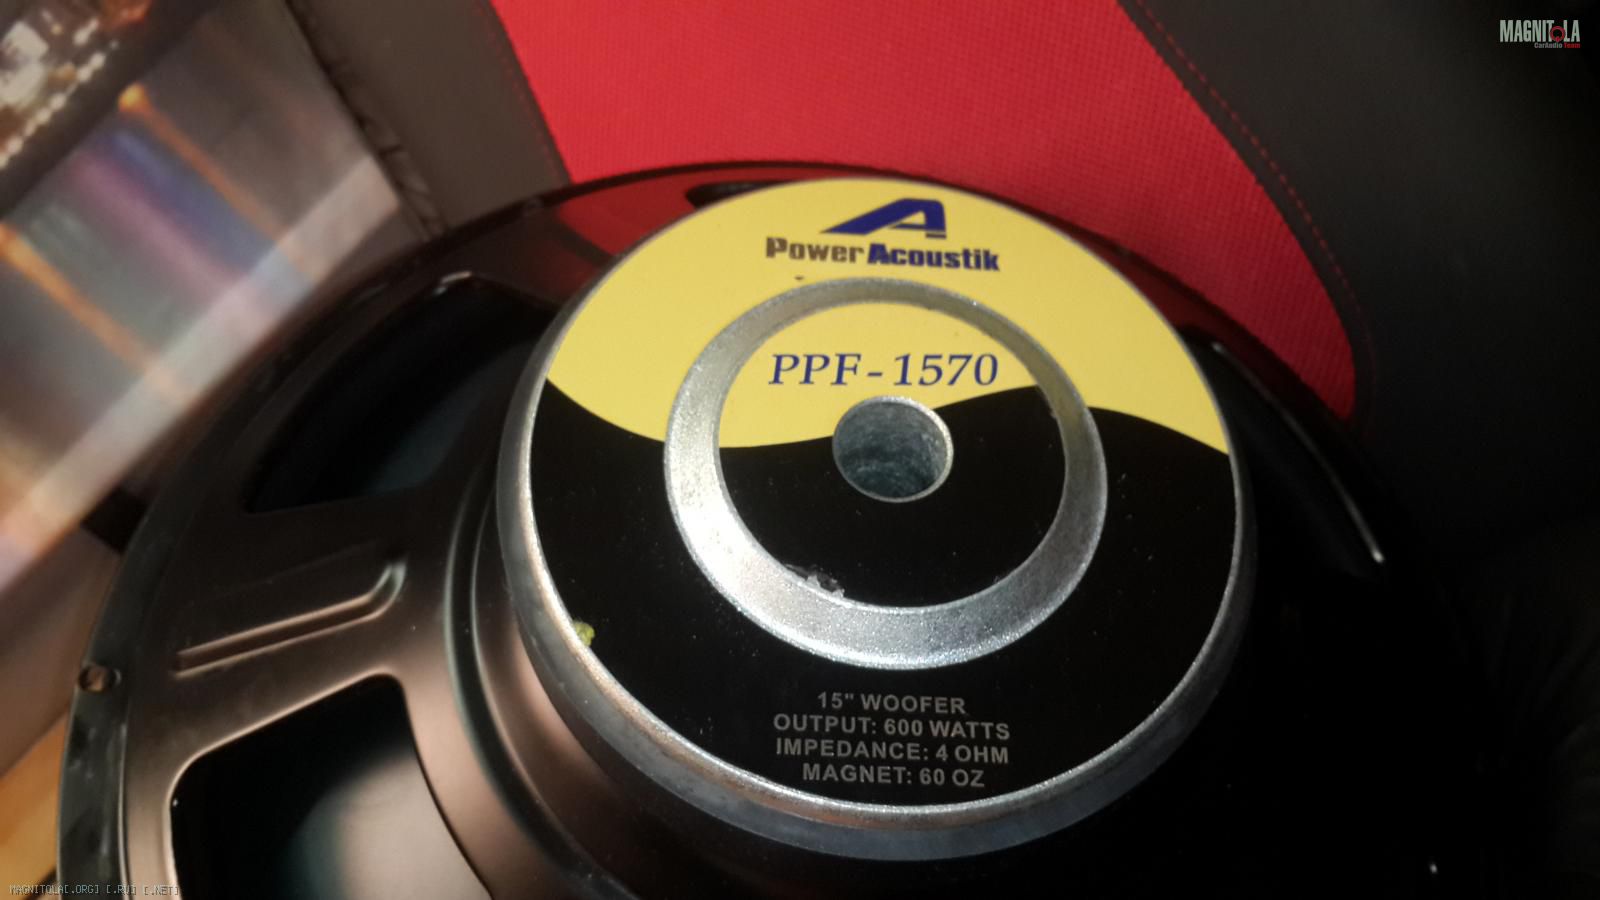 MAGNITOLA
CarAudio Team
Power Acoustik
PPF-1570
15" WOOFER
OUTPUT: 600 WATTS
IMPEDANCE: 4 OHM
MAGNET: 60 OZ
MAGNITOLA[.ORG] [.RU] [.NET]